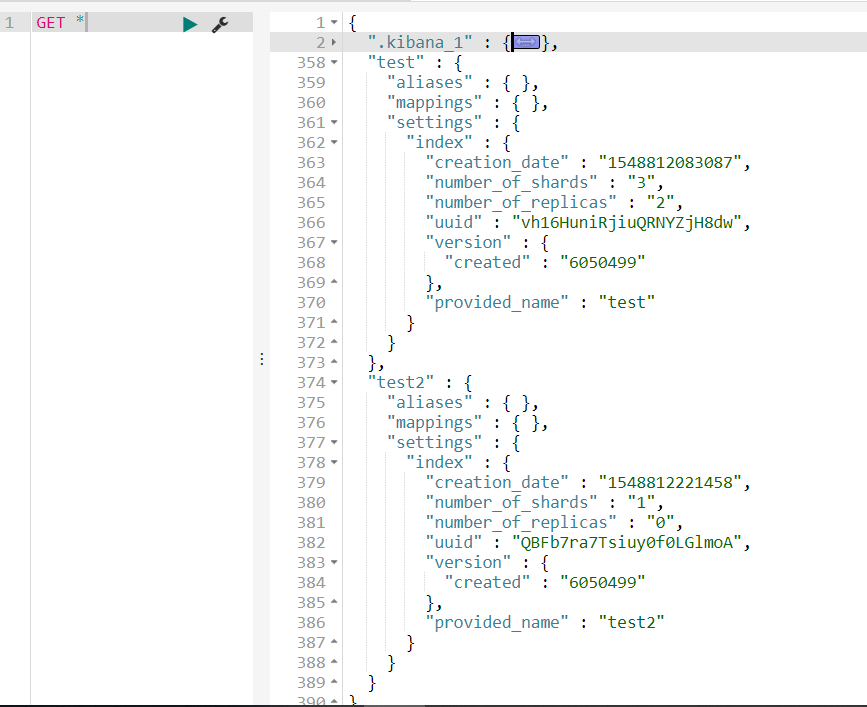 1 GET *
1 {
2 ".kibana_1" : {},
358 "test" : {
359 "aliases" : { },
360 "mappings" : { },
361 "settings" : {
362 "index" : {
363 "creation_date" : "1548812083087",
364 "number_of_shards" : "3",
365 "number_of_replicas" : "2",
366 "uuid" : "vh16HuniRjiuQRNYZjH8dw",
367 "version" : {
368 "created" : "6050499"
369 },
370 "provided_name" : "test"
371 }
372 }
373 },
374 "test2" : {
375 "aliases" : { },
376 "mappings" : { },
377 "settings" : {
378 "index" : {
379 "creation_date" : "1548812221458",
380 "number_of_shards" : "1",
381 "number_of_replicas" : "0",
382 "uuid" : "QBFb7ra7Tsiuy0f0LGlmoA",
383 "version" : {
384 "created" : "6050499"
385 },
386 "provided_name" : "test2"
387 }
388 }
389 }
390 }